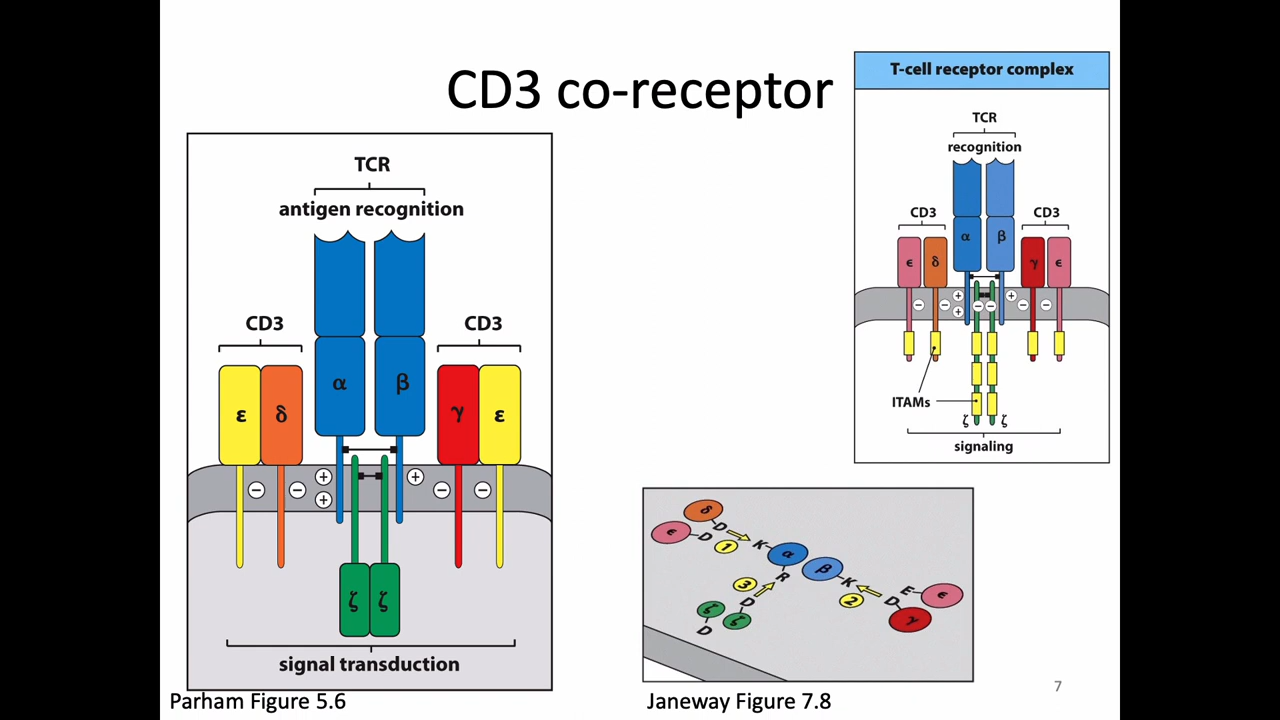 CD3 co-receptor
TCR
antigen recognition
CD3
CD3
α
β
ε
δ
γ
ε
+
+
+
−
−
−
−
ζ
ζ
signal transduction
Parham Figure 5.6
T-cell receptor complex
TCR
recognition
CD3
CD3
α
β
ε
δ
γ
ε
+
+
+
−
−
−
−
−
−
ITAMs
ζ
ζ
signaling
δ
D
ε
D
1
K
α
R
β
K
3
D
ζ
ζ
D
2
E
ε
D
γ
Janeway Figure 7.8
7